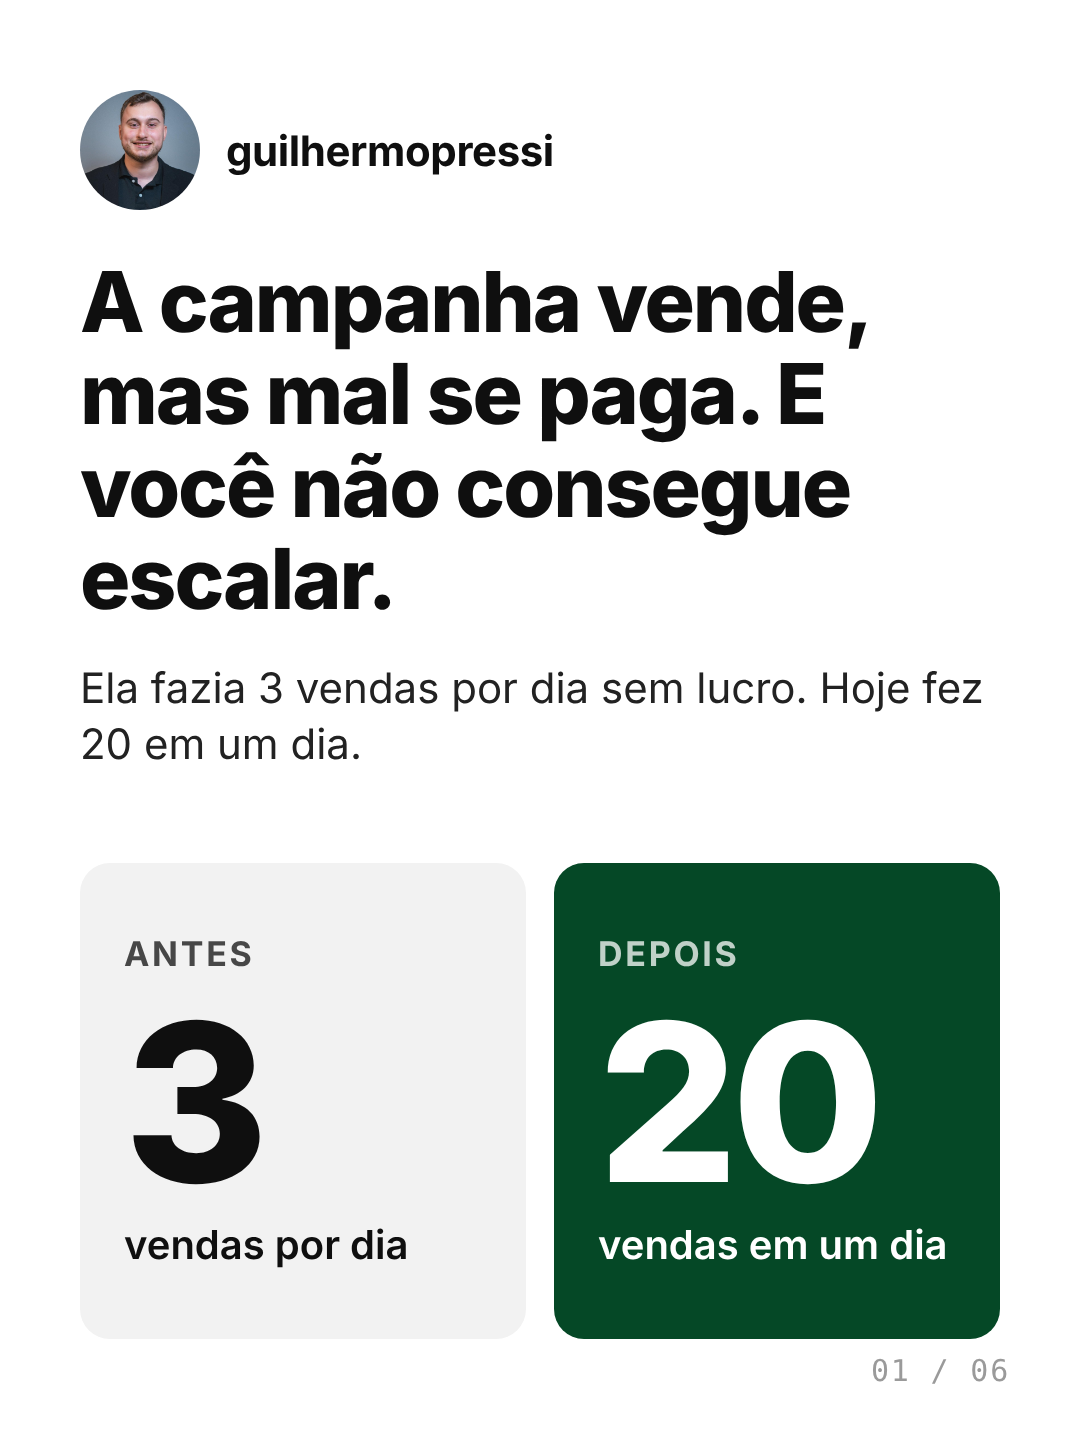 guilhermopressi
A campanha vende,
mas mal se paga. E
você não consegue
escalar.
Ela fazia 3 vendas por dia sem lucro. Hoje fez
20 em um dia.
ANTES
3
vendas por dia
DEPOIS
20
vendas em um dia
01 / 06